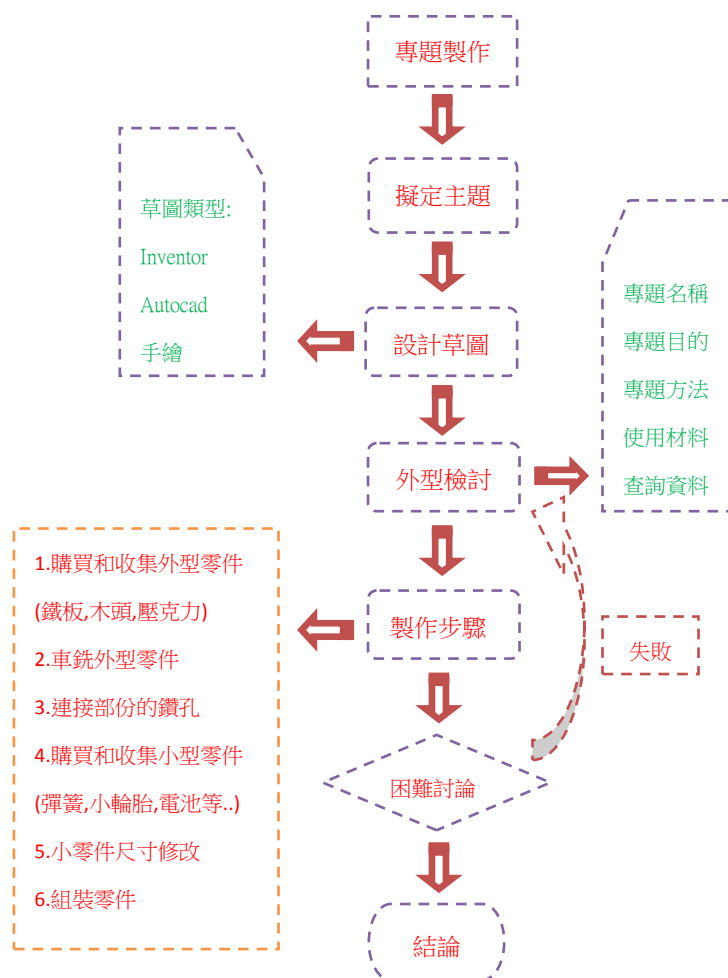 專題製作
擬定主題
草圖類型:
Inventor
Autocad
手繪
設計草圖
專題名稱
專題目的
專題方法
使用材料
查詢資料
外型檢討
1.購買和收集外型零件
(鐵板,木頭,壓克力)
2.車銑外型零件
3.連接部份的鑽孔
4.購買和收集小型零件
(彈簧,小輪胎,電池等..)
5.小零件尺寸修改
6.組裝零件
製作步驟
失敗
困難討論
結論